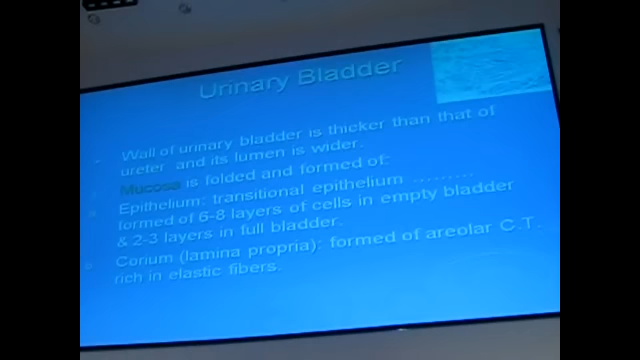 Urinary Bladder
Wall of urinary bladder is thicker than that of
ureter and its lumen is wider.
Mucosa is folded and formed of:
Epithelium: transitional epithelium .........
formed of 6-8 layers of cells in empty bladder
& 2-3 layers in full bladder.
Corium (lamina propria): formed of areolar C.T.
rich in elastic fibers.